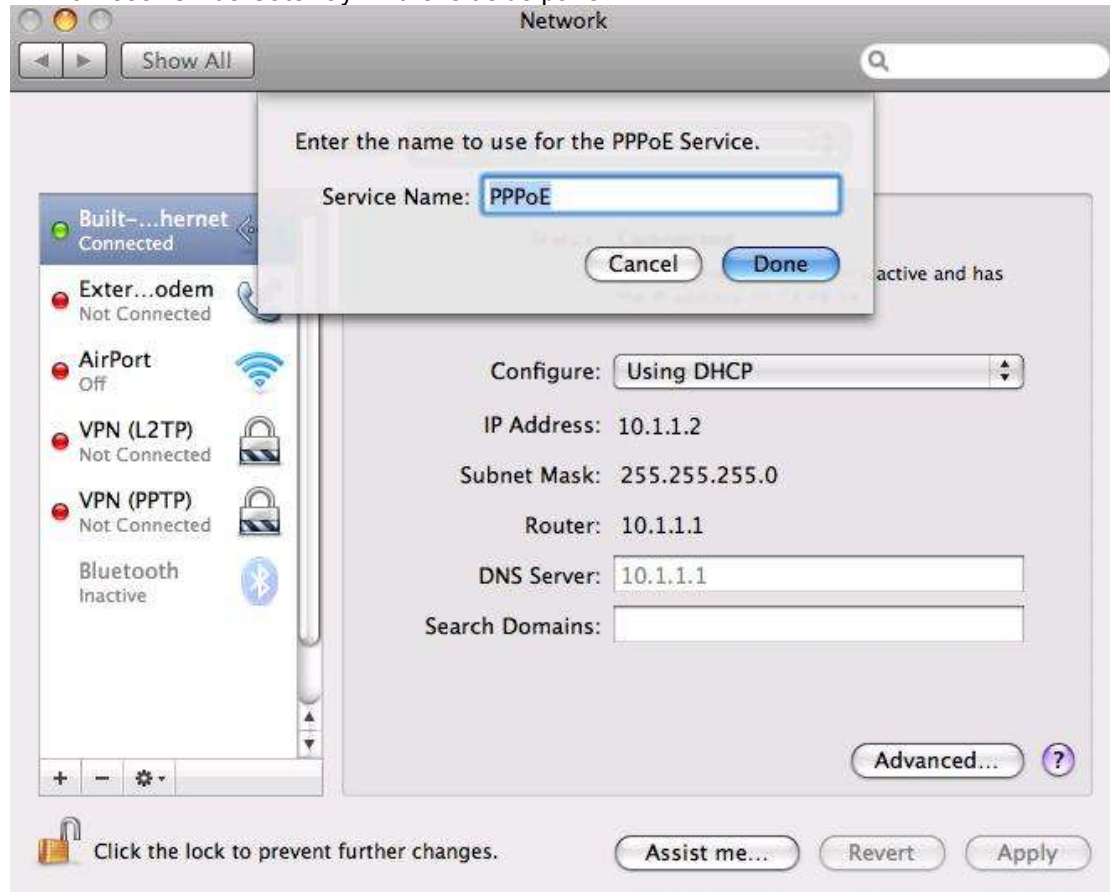 Network
Show All
Enter the name to use for the PPPoE Service.
Service Name: PPPoE
Cancel Done
Built-...hernet
Connected
active and has
Exter...odem
Not Connected
AirPort
Off
Configure: Using DHCP
VPN (L2TP)
Not Connected
IP Address: 10.1.1.2
Subnet Mask: 255.255.255.0
VPN (PPTP)
Not Connected
Router: 10.1.1.1
Bluetooth
Inactive
DNS Server: 10.1.1.1
Search Domains:
Advanced... ?
+ -
Click the lock to prevent further changes.
Assist me... Revert Apply